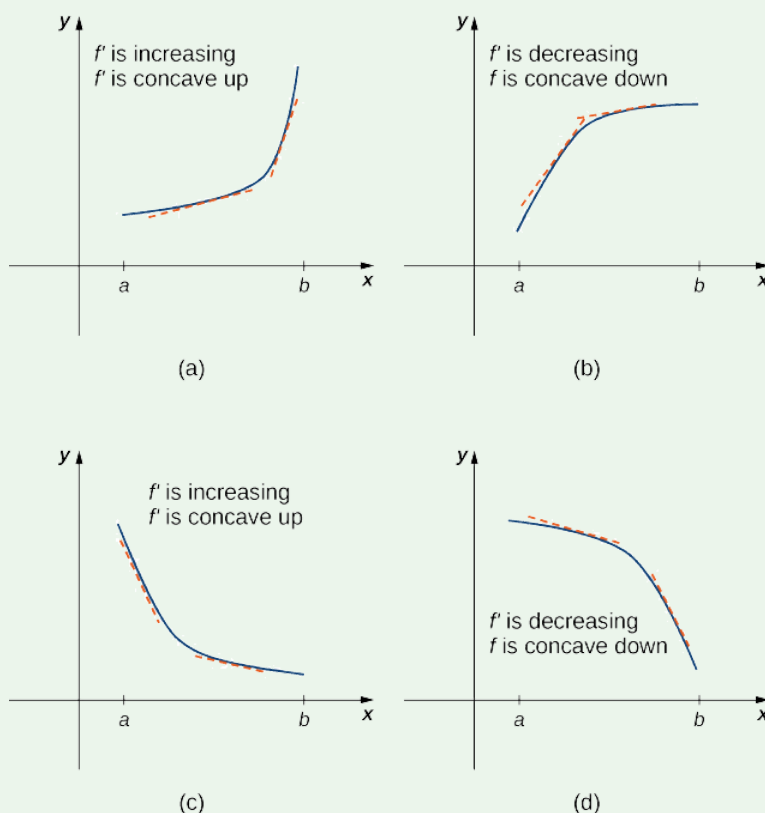 y
f' is increasing
f' is concave up
a
b
x
(a)
y
f' is decreasing
f is concave down
a
b
x
(b)
y
f' is increasing
f' is concave up
a
b
x
(c)
y
f' is decreasing
f is concave down
a
b
x
(d)